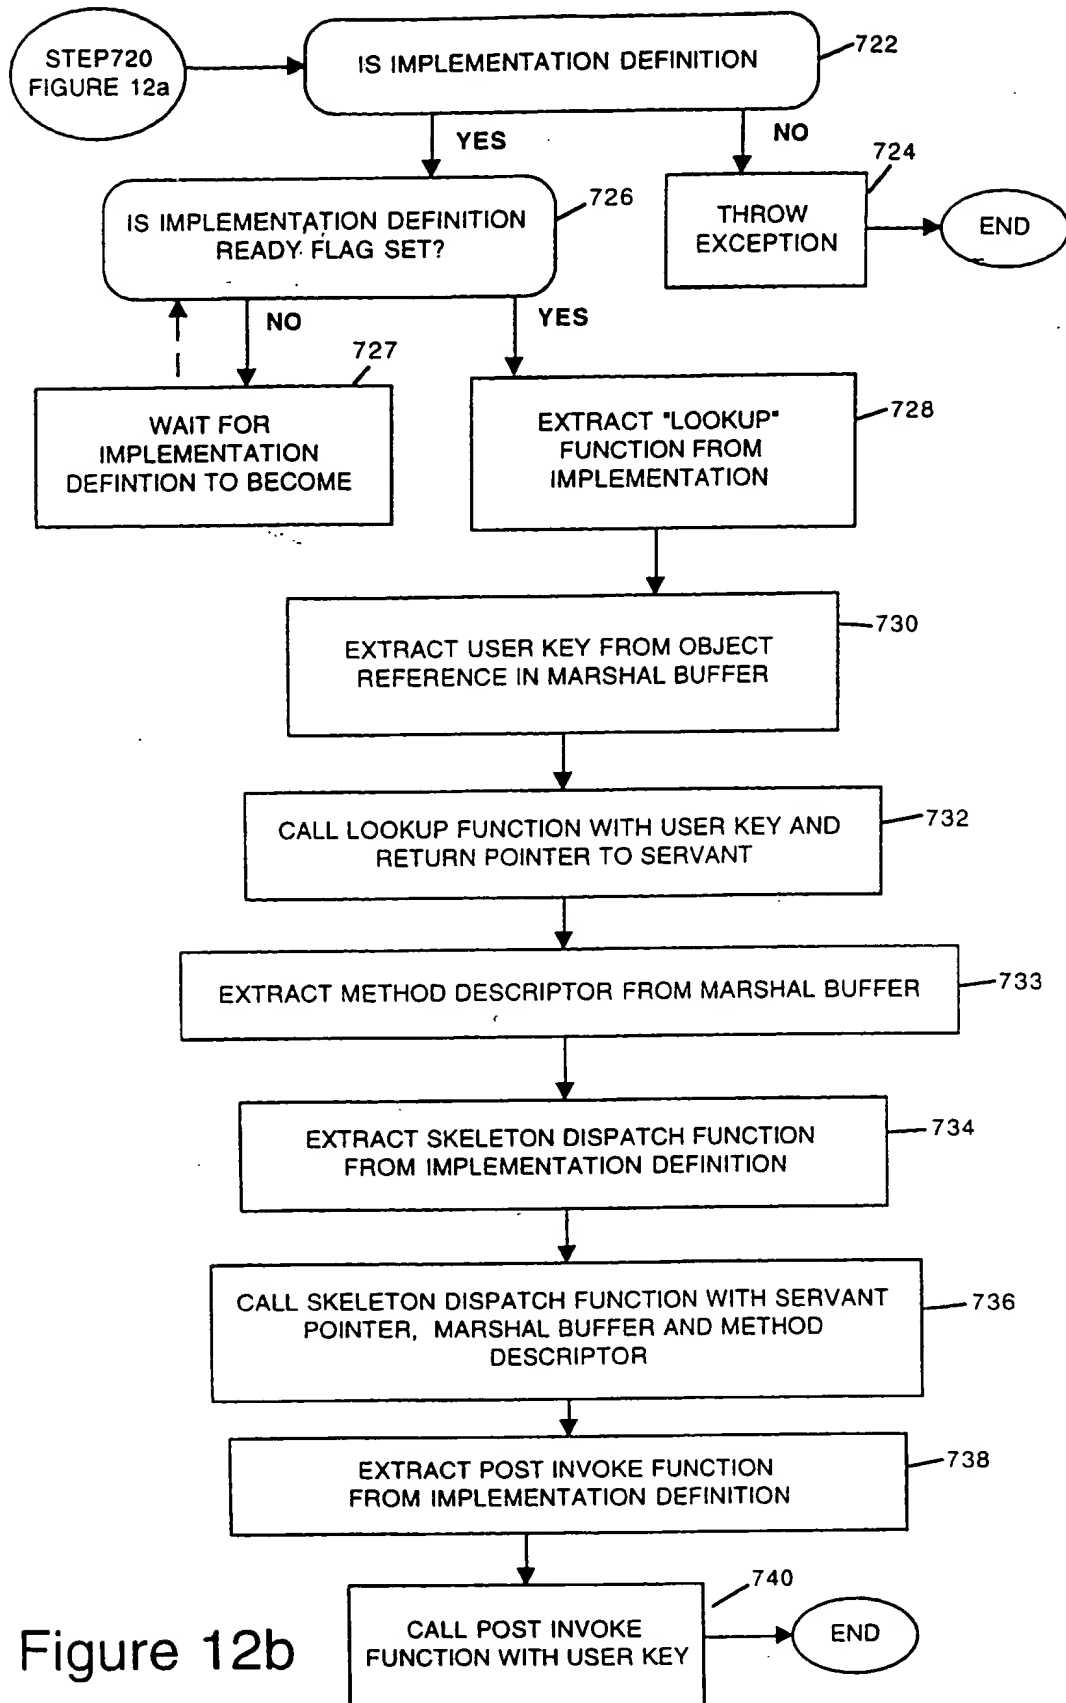 STEP720
FIGURE 12a
IS IMPLEMENTATION DEFINITION
722
YES
NO
724
IS IMPLEMENTATION DEFINITION
READY FLAG SET?
726
THROW
EXCEPTION
END
NO
YES
727
WAIT FOR
IMPLEMENTATION
DEFINTION TO BECOME
EXTRACT "LOOKUP"
FUNCTION FROM
IMPLEMENTATION
728
EXTRACT USER KEY FROM OBJECT
REFERENCE IN MARSHAL BUFFER
730
CALL LOOKUP FUNCTION WITH USER KEY AND
RETURN POINTER TO SERVANT
732
EXTRACT METHOD DESCRIPTOR FROM MARSHAL BUFFER
733
EXTRACT SKELETON DISPATCH FUNCTION
FROM IMPLEMENTATION DEFINITION
734
CALL SKELETON DISPATCH FUNCTION WITH SERVANT
POINTER, MARSHAL BUFFER AND METHOD
DESCRIPTOR
736
EXTRACT POST INVOKE FUNCTION
FROM IMPLEMENTATION DEFINITION
738
740
CALL POST INVOKE
FUNCTION WITH USER KEY
END
Figure 12b